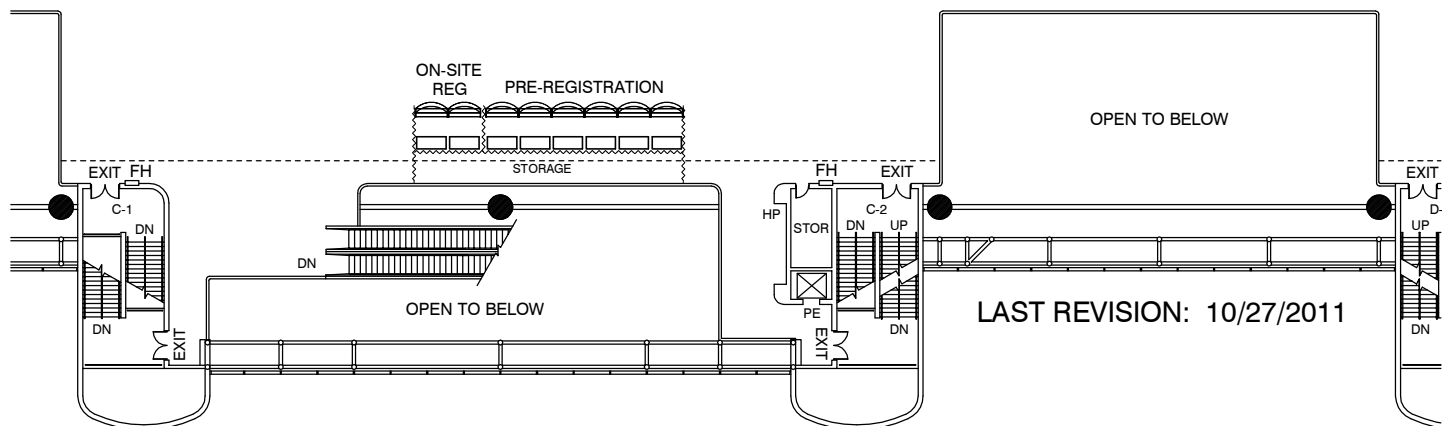 ON-SITE
REG
PRE-REGISTRATION
OPEN TO BELOW
STORAGE
EXIT
FH
FH
EXIT
EXIT
C-1
HP
C-2
D-
DN
STOR
DN
UP
UP
DN
OPEN TO BELOW
PE
LAST REVISION: 10/27/2011
DN
EXIT
EXIT
DN
DN